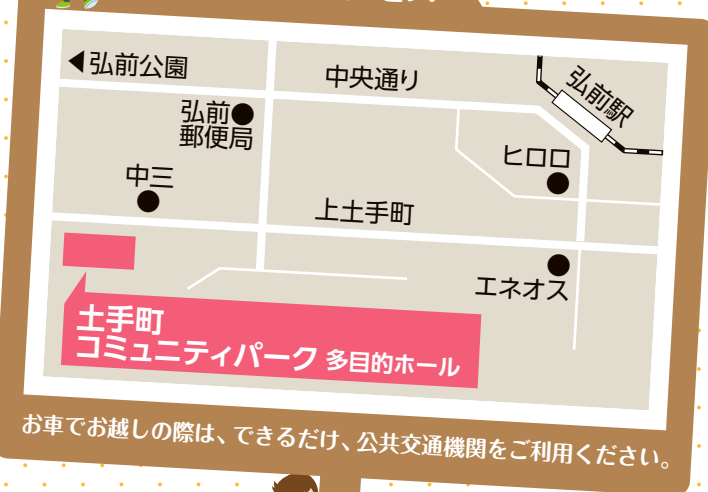 ◀弘前公園
中央通り
弘前駅
弘前
郵便局
ヒロロ
中三
上土手町
エネオス
土手町
コミュニティパーク 多目的ホール
お車でお越しの際は、できるだけ、公共交通機関をご利用ください。